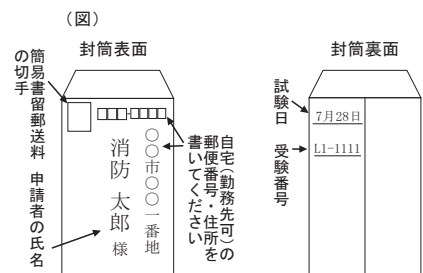 （図）
封筒表面
封筒裏面
簡易書留郵送料
の切手
申請者の氏名
消防 太郎 様
○○市○○一番地
自宅（勤務先可）の
郵便番号・住所を
書いてください
試験日
7月28日
受験番号
L1-1111